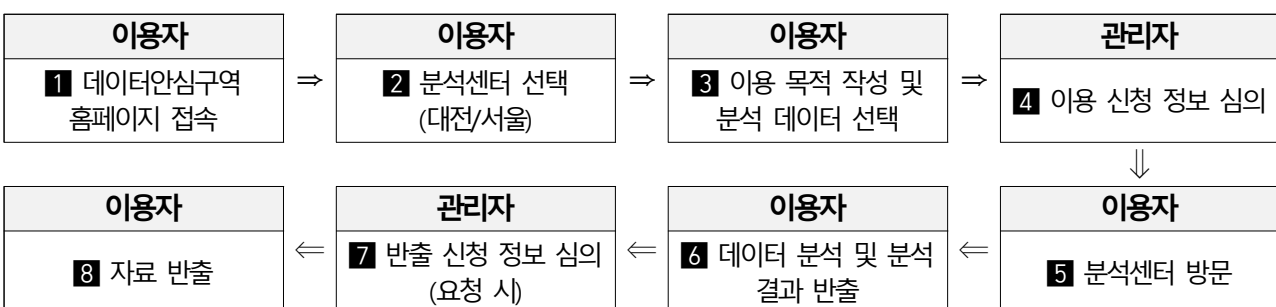 이용자
1 데이터안심구역
홈페이지 접속
⇒
이용자
2 분석센터 선택
(대전/서울)
⇒
이용자
3 이용 목적 작성 및
분석 데이터 선택
⇒
관리자
4 이용 신청 정보 심의
⇓
이용자
5 분석센터 방문
⇐
이용자
6 데이터 분석 및 분석
결과 반출
⇐
관리자
7 반출 신청 정보 심의
(요청 시)
⇐
이용자
8 자료 반출